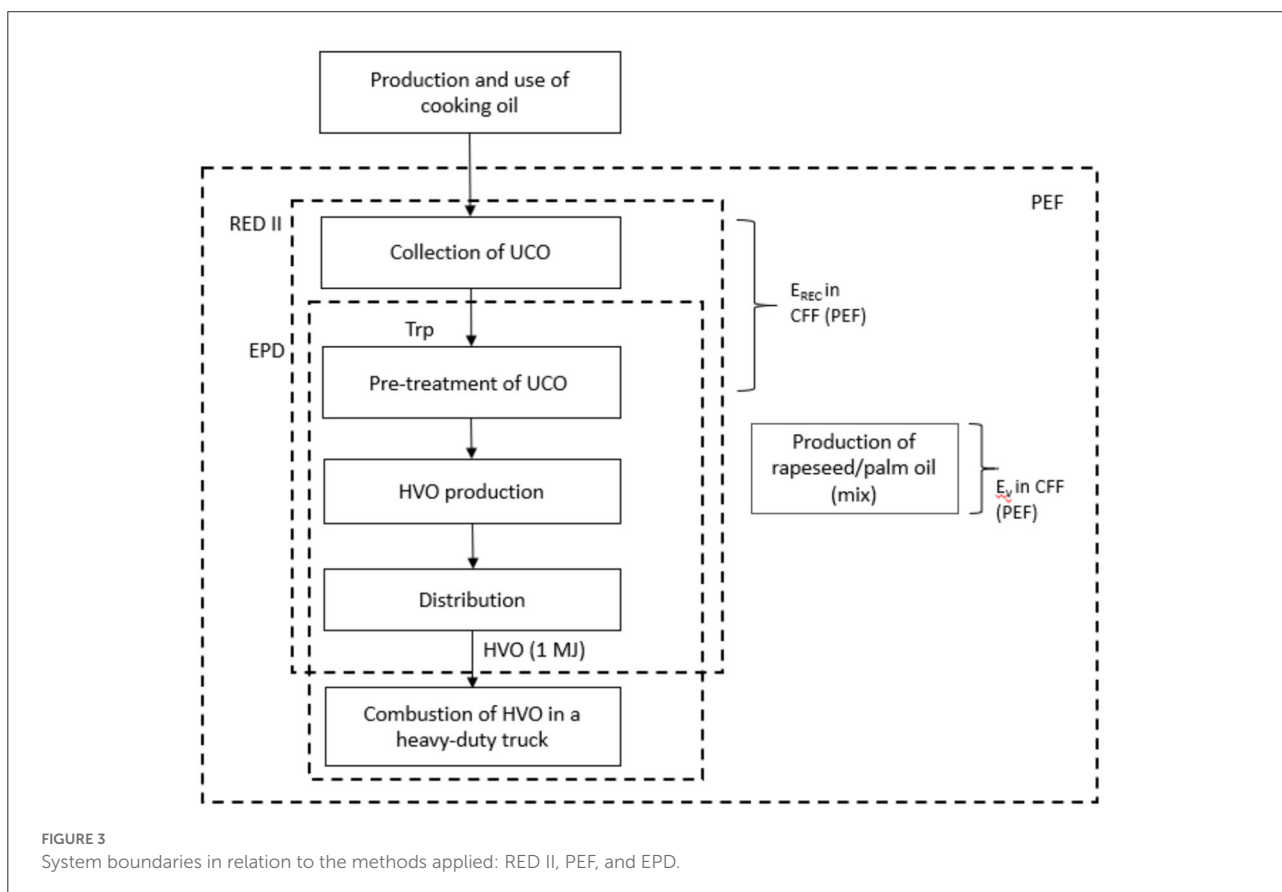 Production and use of
cooking oil
PEF
RED II
Collection of UCO
E_REC in
CFF (PEF)
Trp
EPD
Pre-treatment of UCO
Production of
rapeseed/palm oil
(mix)
E_v in CFF
(PEF)
HVO production
Distribution
HVO (1 MJ)
Combustion of HVO in a
heavy-duty truck
FIGURE 3
System boundaries in relation to the methods applied: RED II, PEF, and EPD.